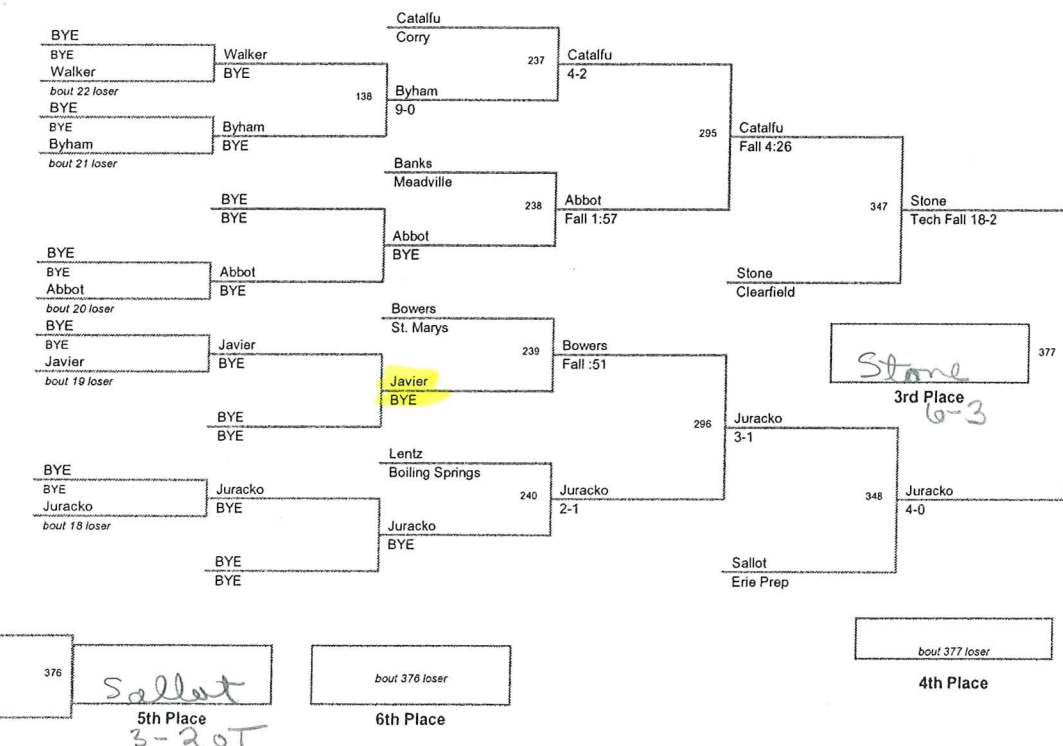 BYE
BYE
Walker
bout 22 loser
BYE
BYE
Byham
bout 21 loser
BYE
BYE
Abbot
bout 20 loser
BYE
BYE
Javier
bout 19 loser
BYE
BYE
Juracko
bout 18 loser
Walker
BYE
Byham
BYE
BYE
BYE
Abbot
BYE
Javier
BYE
BYE
BYE
Juracko
BYE
BYE
BYE
138
Catalfu
Corry
Byham
9-0
Banks
Meadville
Abbot
BYE
Bowers
St. Marys
Javier
BYE
Lentz
Boiling Springs
Juracko
BYE
237
238
239
240
Catalfu
4-2
Abbot
Fall 1:57
Bowers
Fall :51
Juracko
2-1
295
296
Catalfu
Fall 4:26
Stone
Clearfield
Juracko
3-1
Sallot
Erie Prep
347
348
Stone
Tech Fall 18-2
Juracko
4-0
Stone
377
3rd Place
6-3
bout 377 loser
4th Place
376
Sallot
5th Place
3-2 OT
bout 376 loser
6th Place